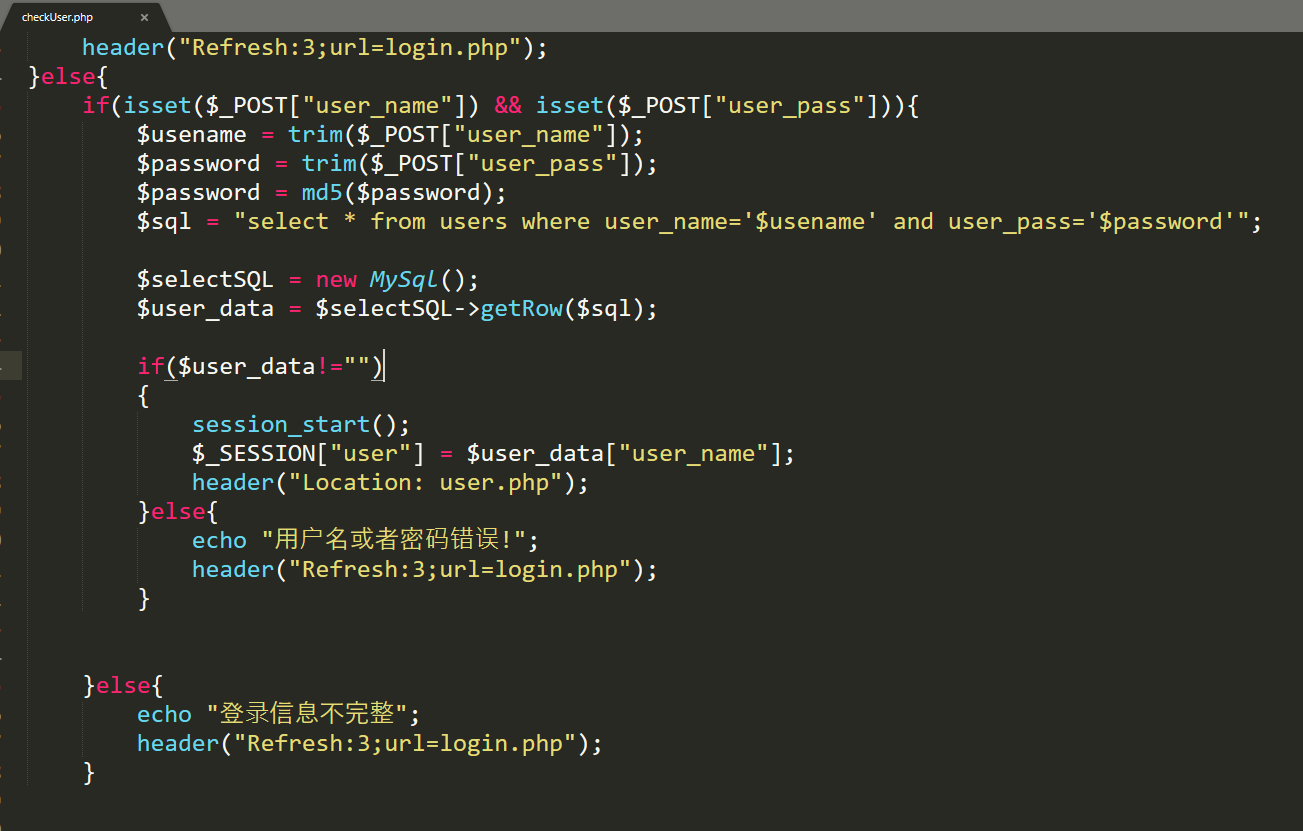 checkUser.php ×
header("Refresh:3;url=login.php");
}else{
if(isset($_POST["user_name"]) && isset($_POST["user_pass"])){
$usename = trim($_POST["user_name"]);
$password = trim($_POST["user_pass"]);
$password = md5($password);
$sql = "select * from users where user_name='$usename' and user_pass='$password'";
$selectSQL = new MySql();
$user_data = $selectSQL->getRow($sql);
if($user_data!="")
{
session_start();
$_SESSION["user"] = $user_data["user_name"];
header("Location: user.php");
}else{
echo "用户名或者密码错误!";
header("Refresh:3;url=login.php");
}
}else{
echo "登录信息不完整";
header("Refresh:3;url=login.php");
}